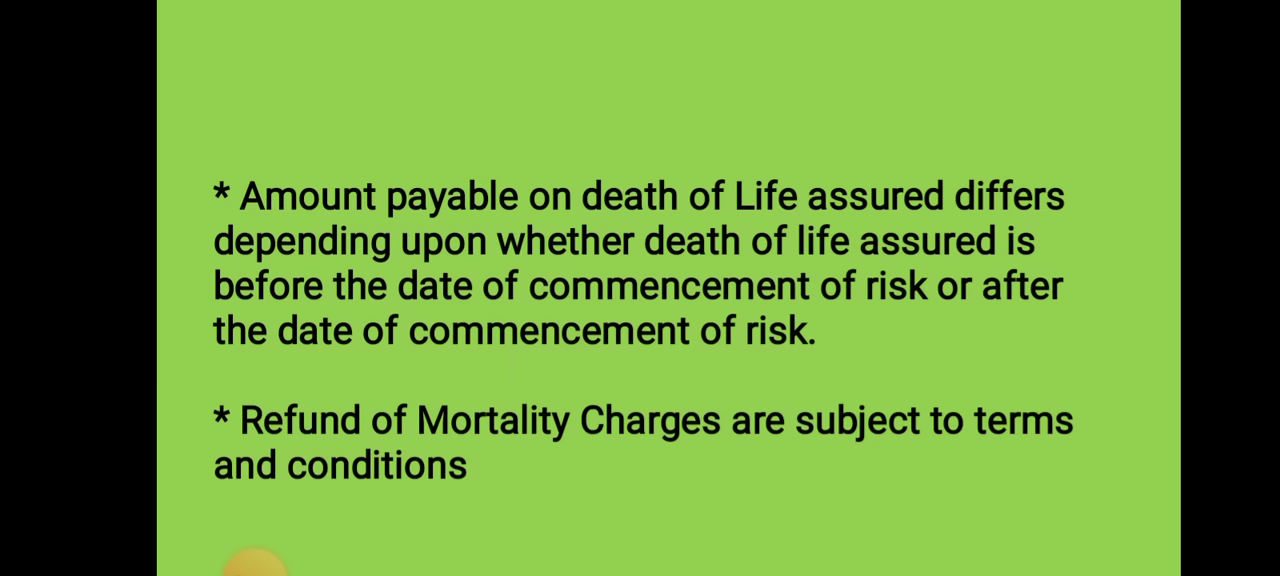 * Amount payable on death of Life assured differs
depending upon whether death of life assured is
before the date of commencement of risk or after
the date of commencement of risk.
* Refund of Mortality Charges are subject to terms
and conditions